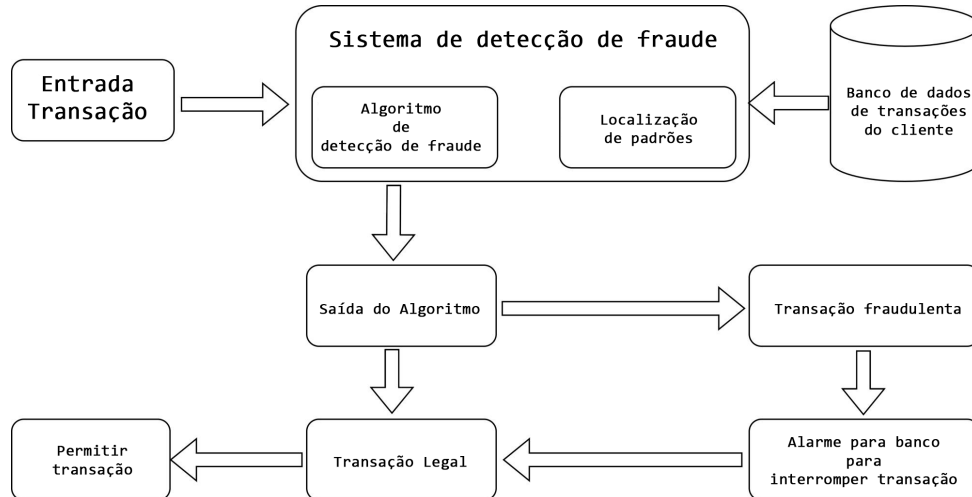 Sistema de detecção de fraude
Entrada
Transação
Algoritmo
de
detecção de fraude
Localização
de padrões
Banco de dados
de transações
do cliente
Saída do Algoritmo
Transação fraudulenta
Permitir
transação
Transação Legal
Alarme para banco
para
interromper transação